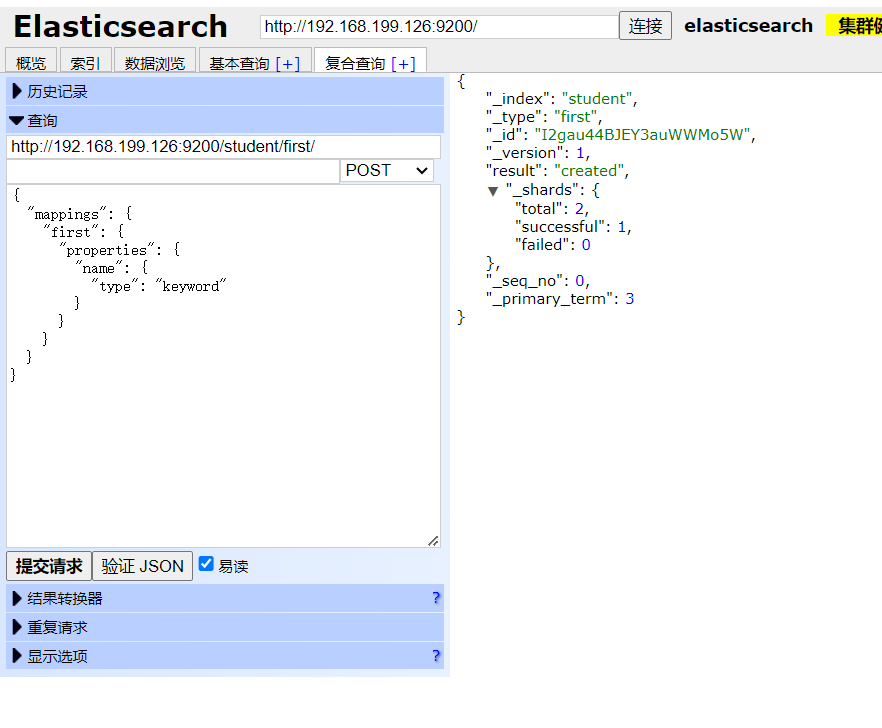 Elasticsearch http://192.168.199.126:9200/ 连接 elasticsearch 集群健
概览 索引 数据浏览 基本查询 [+] 复合查询 [+]
历史记录
查询
http://192.168.199.126:9200/student/first/
POST
{
"mappings": {
"first": {
"properties": {
"name": {
"type": "keyword"
}
}
}
}
}
提交请求 验证 JSON 易读
结果转换器 ?
重复请求
显示选项 ?
{
"_index": "student",
"_type": "first",
"_id": "I2gau44BJEY3auWWMo5W",
"_version": 1,
"result": "created",
"_shards": {
"total": 2,
"successful": 1,
"failed": 0
},
"_seq_no": 0,
"_primary_term": 3
}